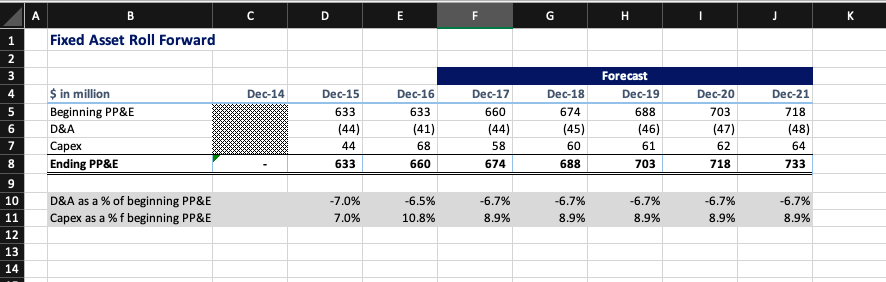 A B C D E F G H I J K
1 Fixed Asset Roll Forward
2
3 Forecast
4 $ in million Dec-14 Dec-15 Dec-16 Dec-17 Dec-18 Dec-19 Dec-20 Dec-21
5 Beginning PP&E 633 633 660 674 688 703 718
6 D&A (44) (41) (44) (45) (46) (47) (48)
7 Capex 44 68 58 60 61 62 64
8 Ending PP&E - 633 660 674 688 703 718 733
9
10 D&A as a % of beginning PP&E -7.0% -6.5% -6.7% -6.7% -6.7% -6.7% -6.7%
11 Capex as a % f beginning PP&E 7.0% 10.8% 8.9% 8.9% 8.9% 8.9% 8.9%
12
13
14